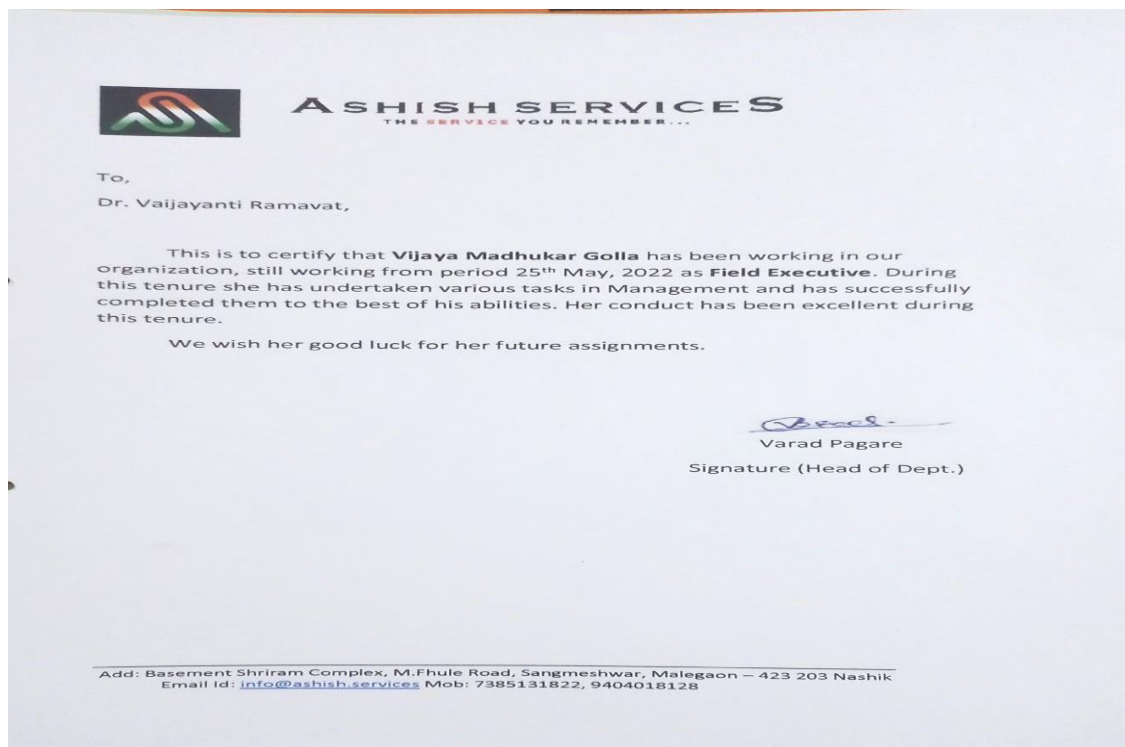 ASHISH SERVICES
THE SERVICE YOU REMEMBER...
To,
Dr. Vaijayanti Ramavat,
This is to certify that Vijaya Madhukar Golla has been working in our
organization, still working from period 25th May, 2022 as Field Executive. During
this tenure she has undertaken various tasks in Management and has successfully
completed them to the best of his abilities. Her conduct has been excellent during
this tenure.
We wish her good luck for her future assignments.
Varad Pagare
Signature (Head of Dept.)
Add: Basement Shriram Complex, M.Fhule Road, Sangmeshwar, Malegaon – 423 203 Nashik
Email Id: info@ashish.services Mob: 7385131822, 9404018128